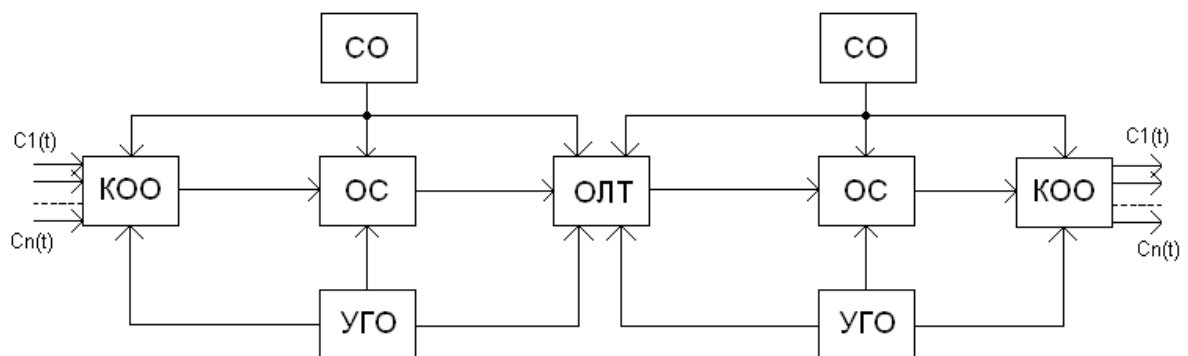 СО СО
C1(t) C1(t)
КОО ОС ОЛТ ОС КОО
Cn(t) Cn(t)
УГО УГО